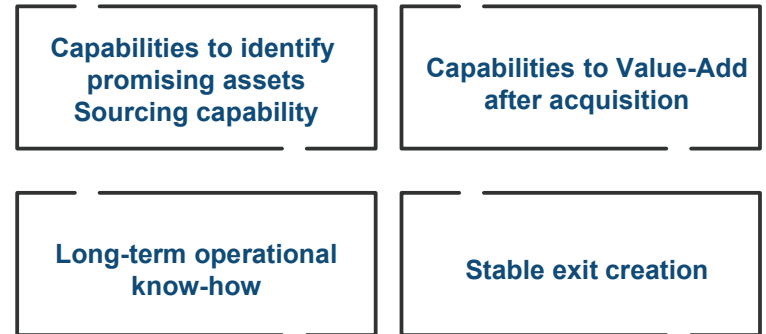 Capabilities to identify
promising assets
Sourcing capability
Capabilities to Value-Add
after acquisition
Long-term operational
know-how
Stable exit creation